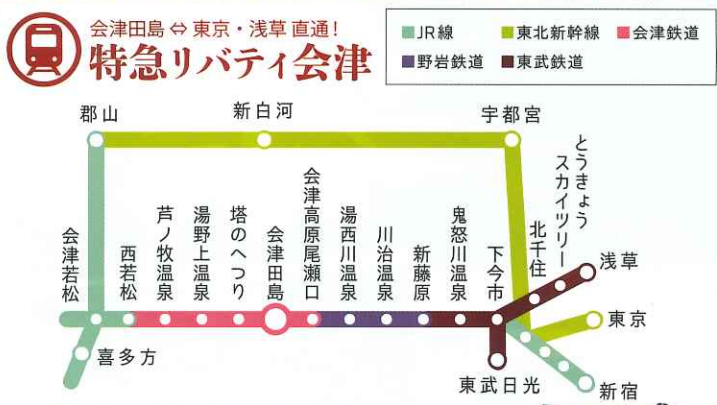 会津田島 ⇔ 東京・浅草 直通！
特急リバティ会津
JR線
東北新幹線
会津鉄道
野岩鉄道
東武鉄道
郡山
新白河
宇都宮
会津若松
西若松
芦ノ牧温泉
湯野上温泉
塔のへつり
会津田島
会津高原尾瀬口
湯西川温泉
川治温泉
新藤原
鬼怒川温泉
下今市
北千住
とうきょう
スカイツリー
浅草
東京
喜多方
東武日光
新宿